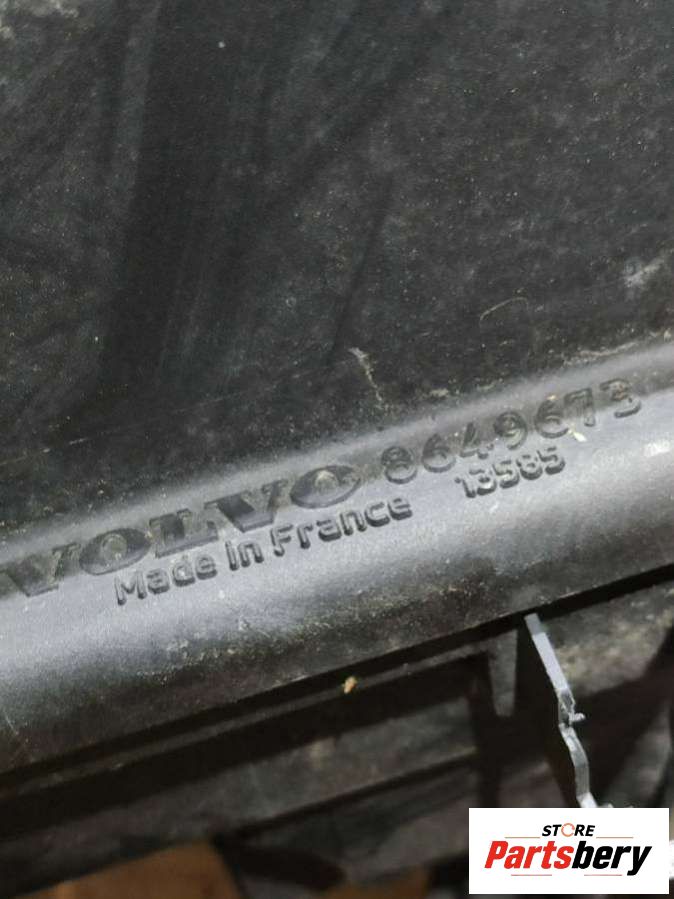 VOLVO 8649673
Made in France 13585
STORE
Partsbery